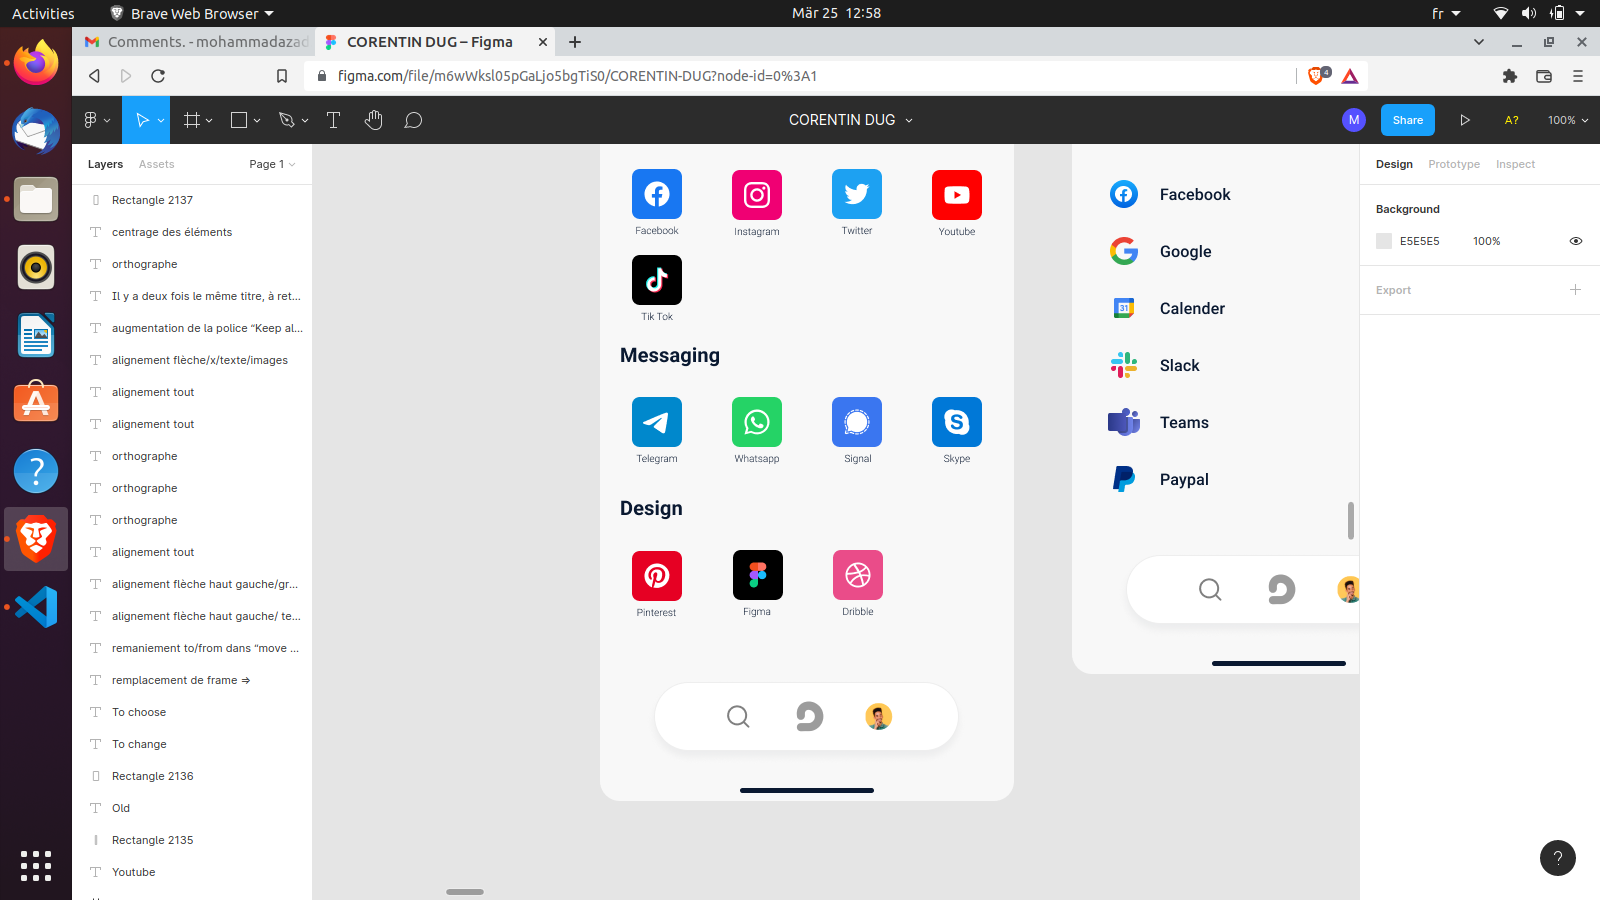 Activities
Brave Web Browser
Mär 25 12:58
fr
Comments. - mohammadazad
CORENTIN DUG – Figma
figma.com/file/m6wWksl05pGaLjo5bgTiS0/CORENTIN-DUG?node-id=0%3A1
4
CORENTIN DUG
M
Share
A?
100%
Layers
Assets
Page 1
Rectangle 2137
centrage des éléments
orthographe
Il y a deux fois le même titre, à ret...
augmentation de la police “Keep al...
alignement flèche/x/texte/images
alignement tout
alignement tout
orthographe
orthographe
orthographe
alignement tout
alignement flèche haut gauche/gr...
alignement flèche haut gauche/ te...
remaniement to/from dans “move ...
remplacement de frame =>
To choose
To change
Rectangle 2136
Old
Rectangle 2135
Youtube
Facebook
Instagram
Twitter
Youtube
Tik Tok
Messaging
Telegram
Whatsapp
Signal
Skype
Design
Pinterest
Figma
Dribble
Facebook
Google
31
Calender
Slack
Teams
Paypal
Design
Prototype
Inspect
Background
E5E5E5
100%
Export
?